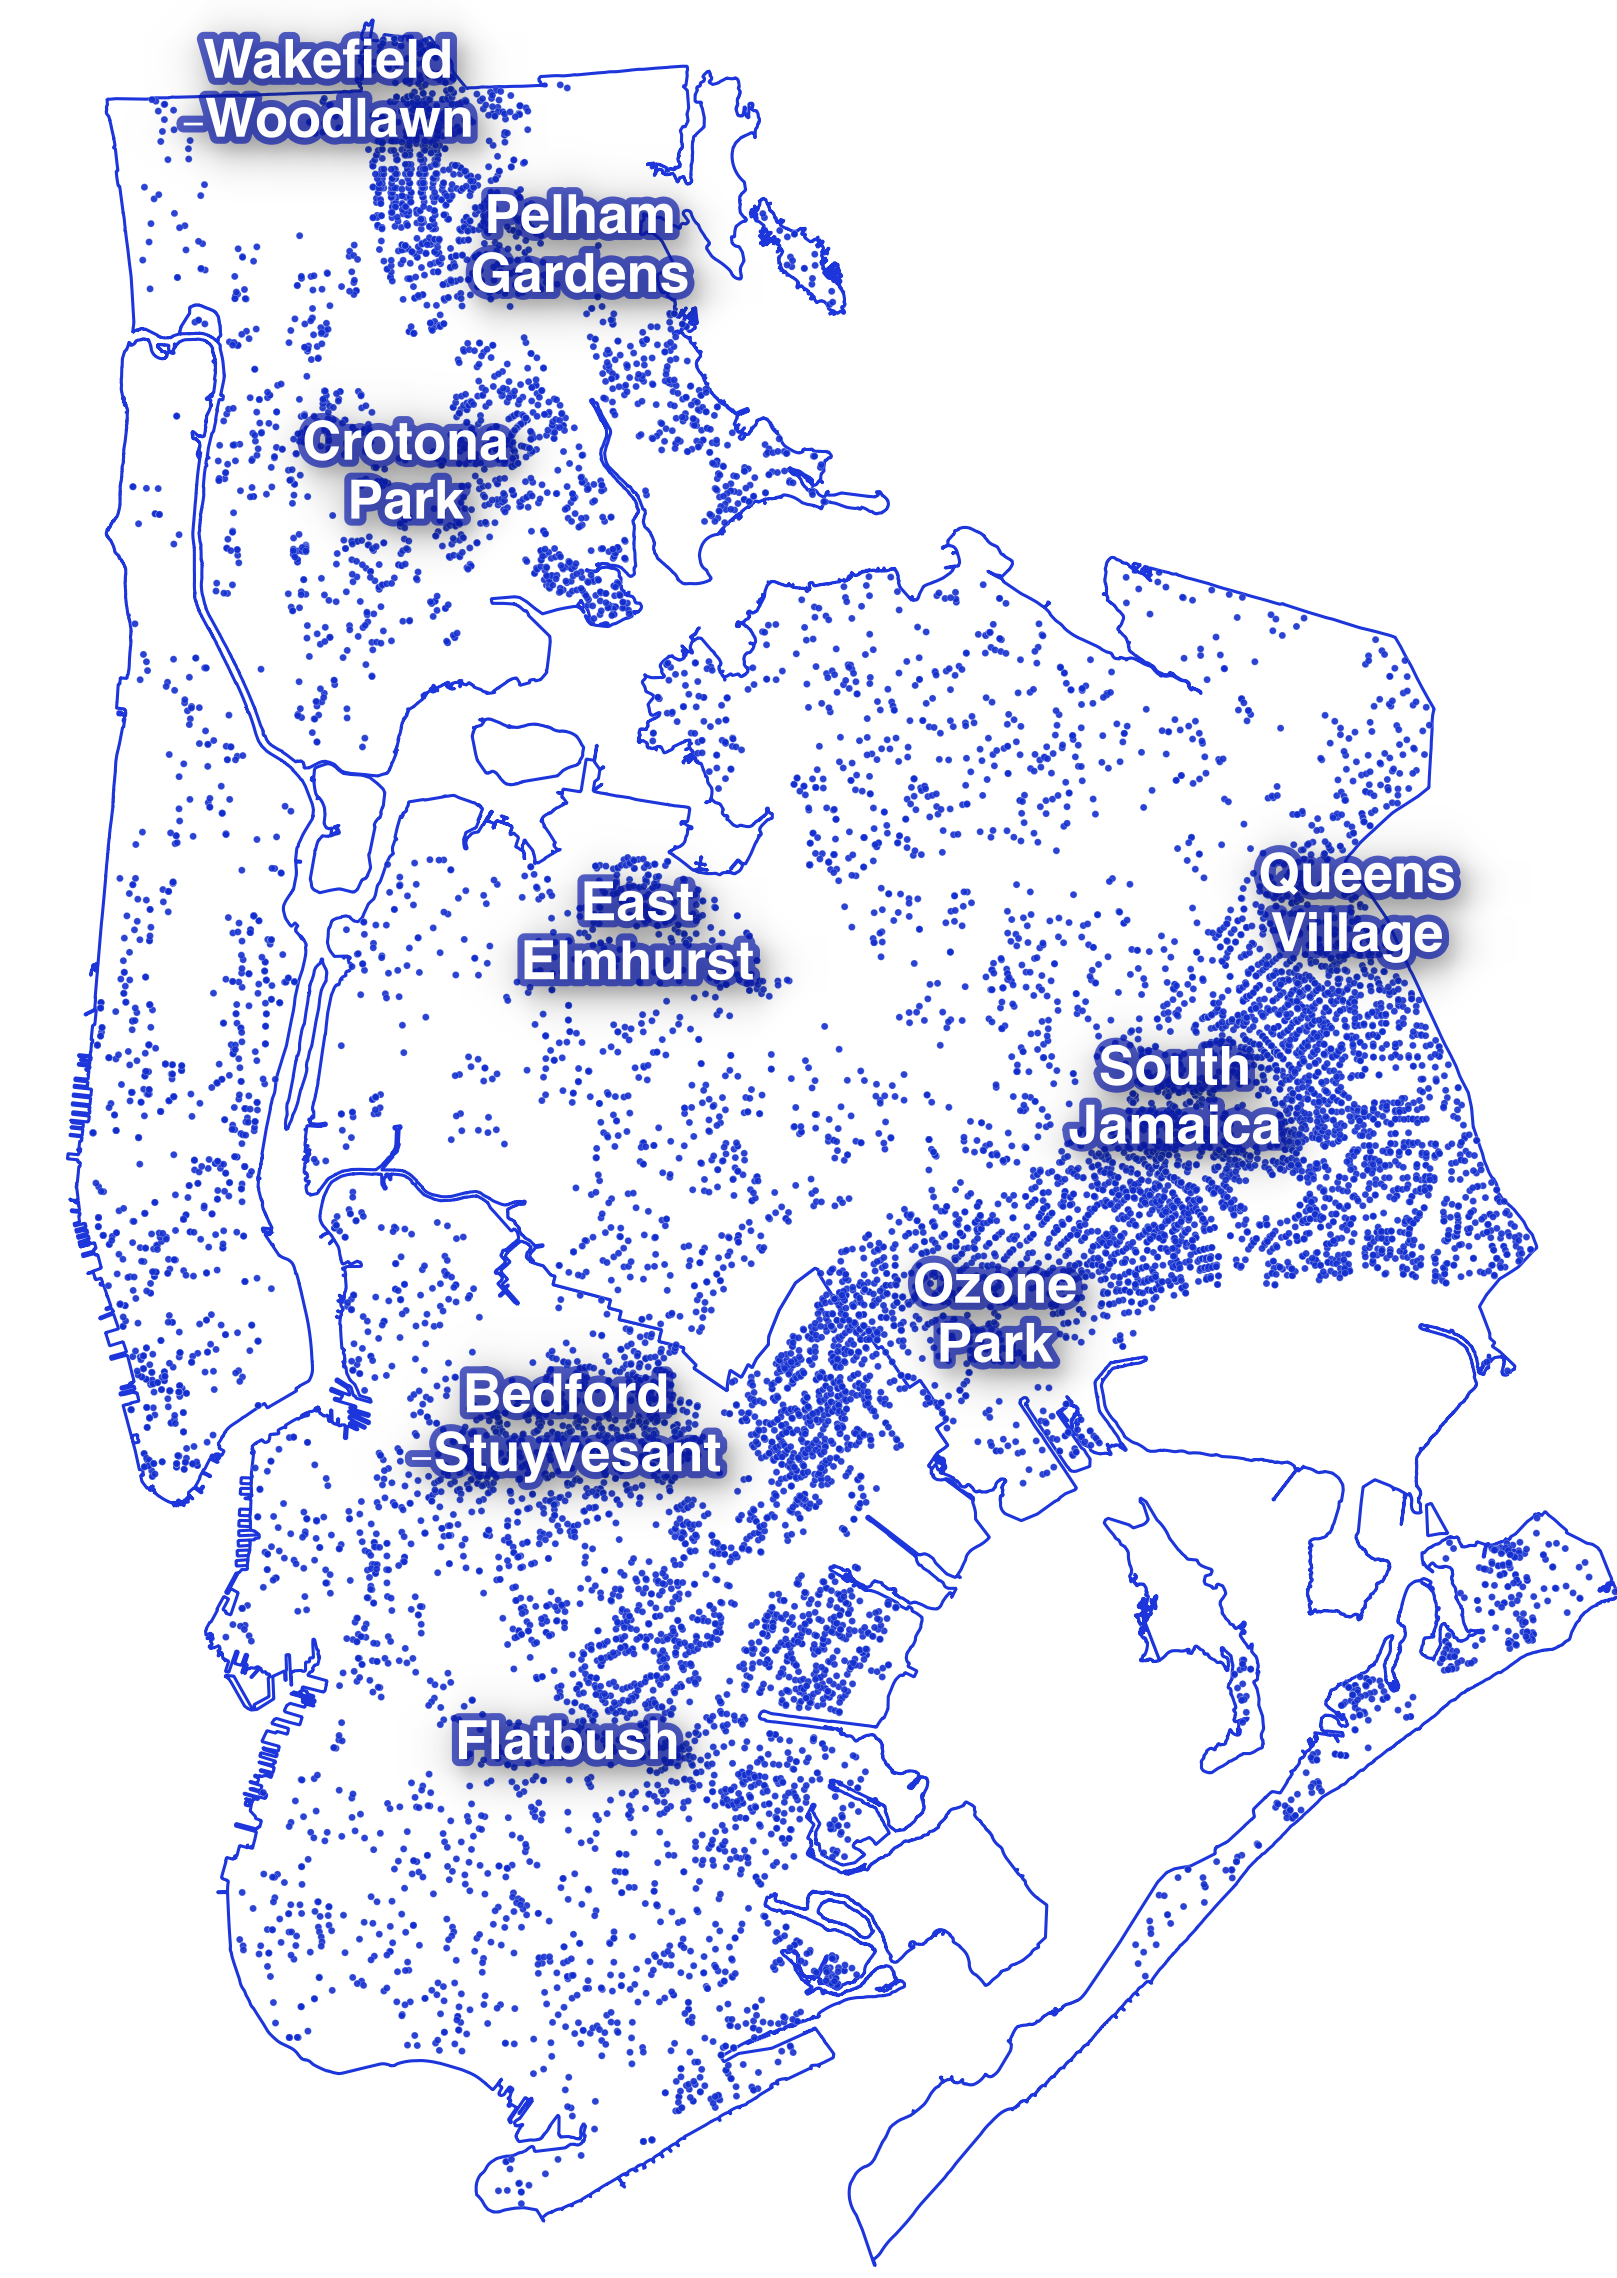 Wakefield
–Woodlawn
Pelham
Gardens
Crotona
Park
East
Elmhurst
Queens
Village
South
Jamaica
Ozone
Park
Bedford
–Stuyvesant
Flatbush